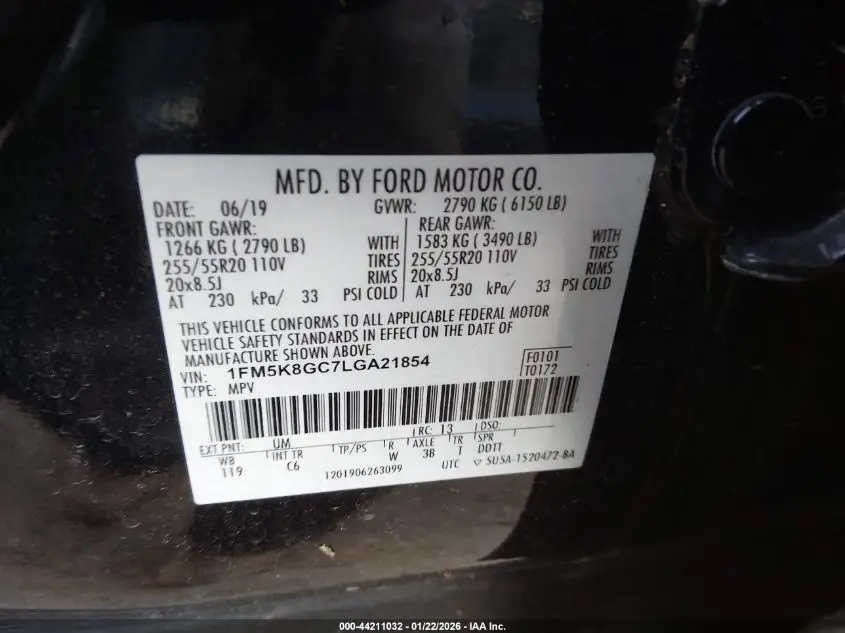 MFD. BY FORD MOTOR CO.
DATE: 06/19 GVWR: 2790 KG ( 6150 LB)
FRONT GAWR: REAR GAWR:
1266 KG ( 2790 LB) WITH 1583 KG ( 3490 LB) WITH
255/55R20 110V TIRES 255/55R20 110V TIRES
20x8.5J RIMS 20x8.5J RIMS
AT 230 kPa/ 33 PSI COLD AT 230 kPa/ 33 PSI COLD
THIS VEHICLE CONFORMS TO ALL APPLICABLE FEDERAL MOTOR
VEHICLE SAFETY STANDARDS IN EFFECT ON THE DATE OF
MANUFACTURE SHOWN ABOVE.
VIN: 1FM5K8GC7LGA21854 F0101
TYPE: MPV T0172
EXT PNT: UM RC: 13 DSO:
WB INT TR TP/PS R AXLE TR SPR
119 C6 W 3B T DDTT
1201906263099 UTC ▽ SU5A-1520472-BA
000-44211032 - 01/22/2026 - IAA Inc.